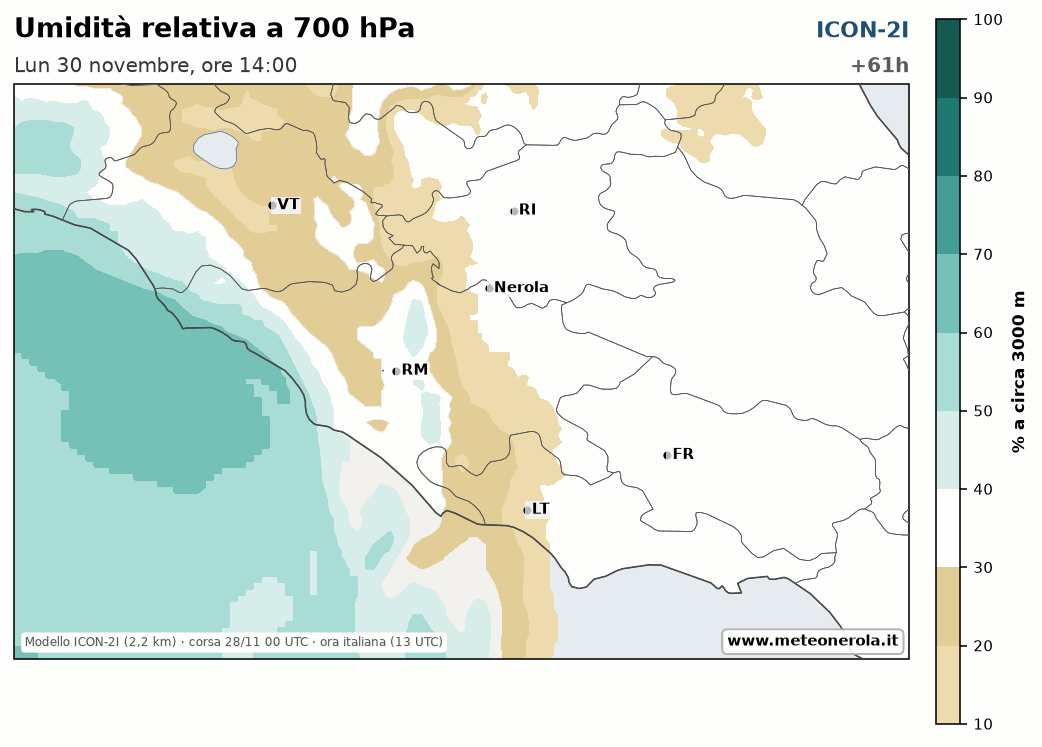 Umidità relativa a 700 hPa
ICON-2I
Lun 30 novembre, ore 14:00
+61h
100
90
80
70
60
50
40
30
20
10
% a circa 3000 m
VT
RI
Nerola
RM
FR
LT
Modello ICON-2I (2,2 km) · corsa 28/11 00 UTC · ora italiana (13 UTC)
www.meteonerola.it